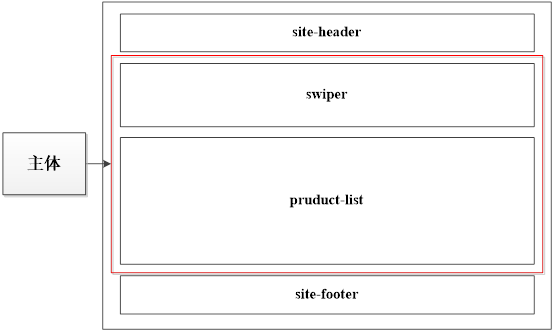 site-header
swiper
主体
pruduct-list
site-footer